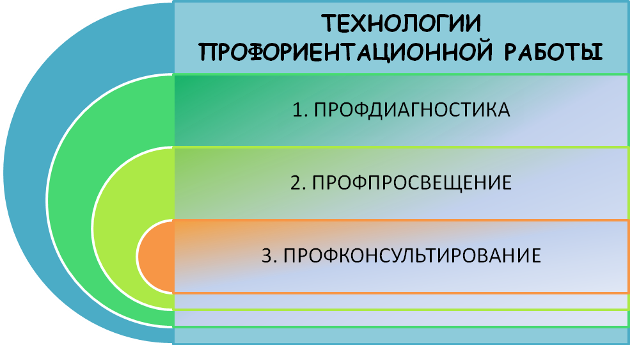 ТЕХНОЛОГИИ
ПРОФОРИЕНТАЦИОННОЙ РАБОТЫ
1. ПРОФДИАГНОСТИКА
2. ПРОФПРОСВЕЩЕНИЕ
3. ПРОФКОНСУЛЬТИРОВАНИЕ